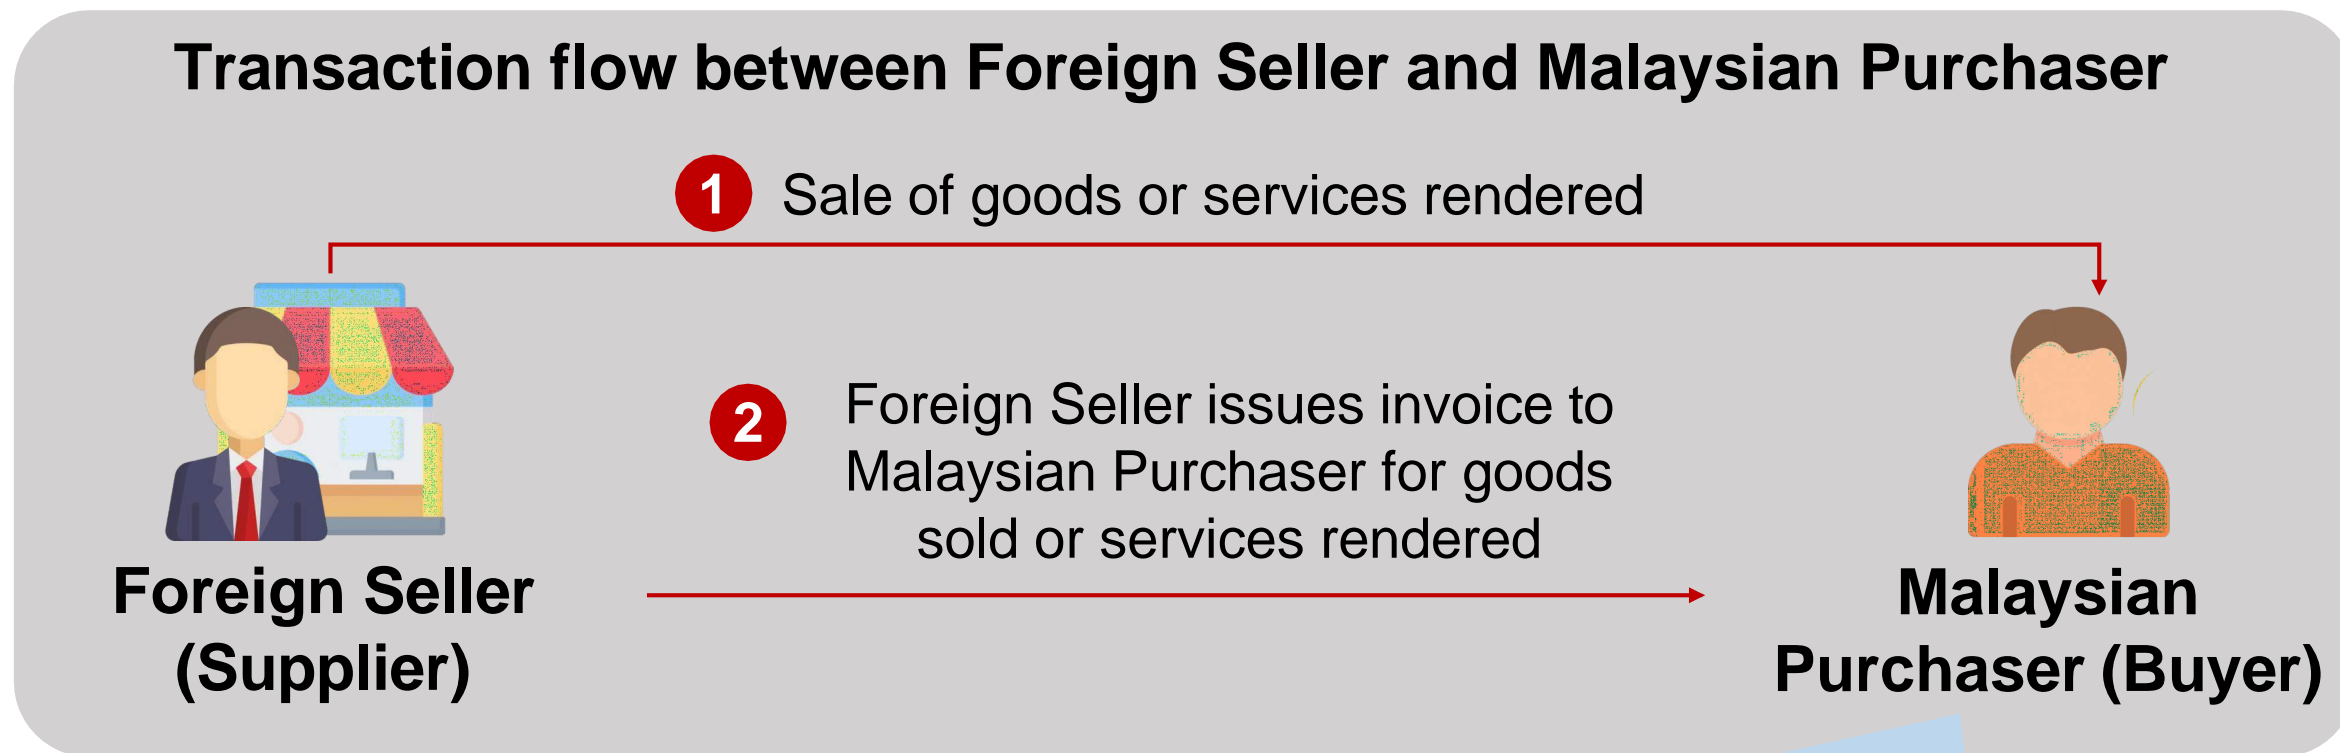 Transaction flow between Foreign Seller and Malaysian Purchaser
1 Sale of goods or services rendered
2 Foreign Seller issues invoice to
Malaysian Purchaser for goods
sold or services rendered
Foreign Seller
(Supplier)
Malaysian
Purchaser (Buyer)